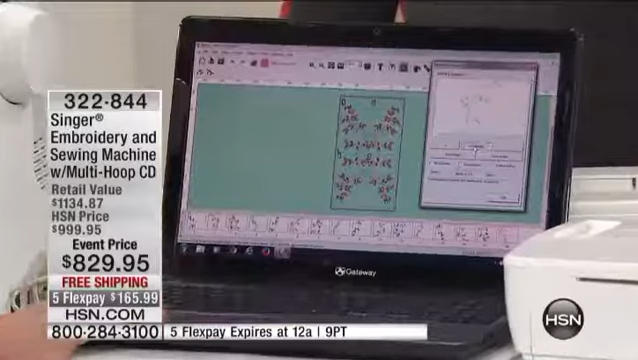 322-844
Singer®
Embroidery and
Sewing Machine
w/Multi-Hoop CD
Retail Value
$1134.87
HSN Price
$999.95
Event Price
$829.95
FREE SHIPPING
5 Flexpay $165.99
HSN.COM
800-284-3100 5 Flexpay Expires at 12a | 9PT
Gateway
HSN